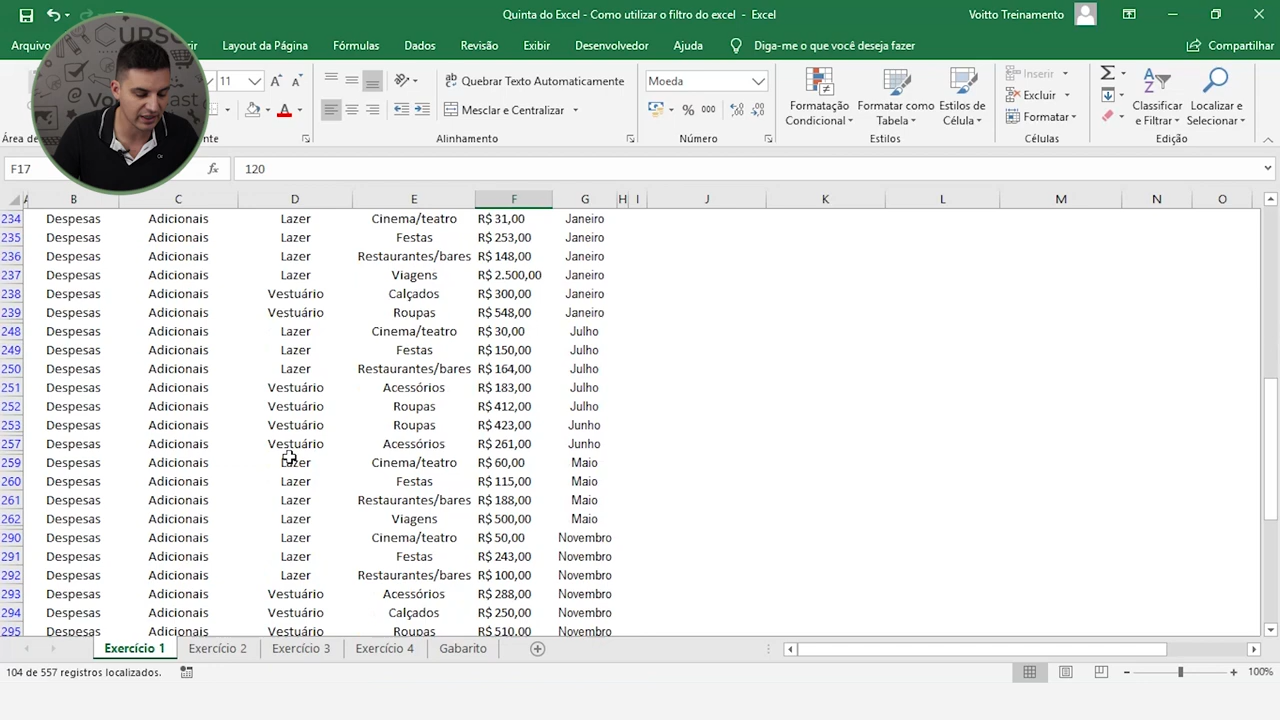 Quinta do Excel - Como utilizar o filtro do excel - Excel
Voitto Treinamento
Arquivo
Layout da Página Fórmulas Dados Revisão Exibir Desenvolvedor Ajuda Diga-me o que você deseja fazer Compartilhar
11 Quebrar Texto Automaticamente Moeda Inserir
Mesclar e Centralizar % 000 Formatação Condicional Formatar como Tabela Estilos de Célula Excluir Classificar e Filtrar Localizar e Selecionar
Formatar
Alinhamento Número Estilos Células Edição
F17 fx 120
B C D E F G H I J K L M N O
234 Despesas Adicionais Lazer Cinema/teatro R$ 31,00 Janeiro
235 Despesas Adicionais Lazer Festas R$ 253,00 Janeiro
236 Despesas Adicionais Lazer Restaurantes/bares R$ 148,00 Janeiro
237 Despesas Adicionais Lazer Viagens R$ 2.500,00 Janeiro
238 Despesas Adicionais Vestuário Calçados R$ 300,00 Janeiro
239 Despesas Adicionais Vestuário Roupas R$ 548,00 Janeiro
248 Despesas Adicionais Lazer Cinema/teatro R$ 30,00 Julho
249 Despesas Adicionais Lazer Festas R$ 150,00 Julho
250 Despesas Adicionais Lazer Restaurantes/bares R$ 164,00 Julho
251 Despesas Adicionais Vestuário Acessórios R$ 183,00 Julho
252 Despesas Adicionais Vestuário Roupas R$ 412,00 Julho
253 Despesas Adicionais Vestuário Roupas R$ 423,00 Junho
257 Despesas Adicionais Vestuário Acessórios R$ 261,00 Junho
259 Despesas Adicionais Lazer Cinema/teatro R$ 60,00 Maio
260 Despesas Adicionais Lazer Festas R$ 115,00 Maio
261 Despesas Adicionais Lazer Restaurantes/bares R$ 188,00 Maio
262 Despesas Adicionais Lazer Viagens R$ 500,00 Maio
290 Despesas Adicionais Lazer Cinema/teatro R$ 50,00 Novembro
291 Despesas Adicionais Lazer Festas R$ 243,00 Novembro
292 Despesas Adicionais Lazer Restaurantes/bares R$ 100,00 Novembro
293 Despesas Adicionais Vestuário Acessórios R$ 288,00 Novembro
294 Despesas Adicionais Vestuário Calçados R$ 250,00 Novembro
295 Despesas Adicionais Vestuário Roupas R$ 510,00 Novembro
Exercício 1 Exercício 2 Exercício 3 Exercício 4 Gabarito
104 de 557 registros localizados. 100%